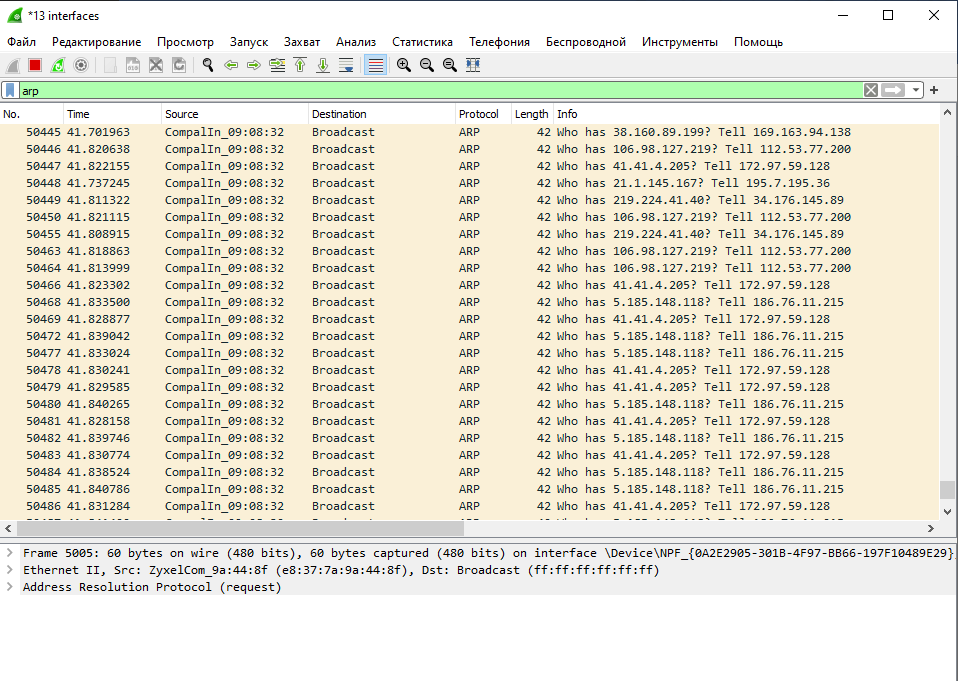 *13 interfaces
Файл Редактирование Просмотр Запуск Захват Анализ Статистика Телефония Беспроводной Инструменты Помощь
arp
No. Time Source Destination Protocol Length Info
50445 41.701963 CompalIn_09:08:32 Broadcast ARP 42 Who has 38.160.89.199? Tell 169.163.94.138
50446 41.820638 CompalIn_09:08:32 Broadcast ARP 42 Who has 106.98.127.219? Tell 112.53.77.200
50447 41.822155 CompalIn_09:08:32 Broadcast ARP 42 Who has 41.41.4.205? Tell 172.97.59.128
50448 41.737245 CompalIn_09:08:32 Broadcast ARP 42 Who has 21.1.145.167? Tell 195.7.195.36
50449 41.811322 CompalIn_09:08:32 Broadcast ARP 42 Who has 219.224.41.40? Tell 34.176.145.89
50450 41.821115 CompalIn_09:08:32 Broadcast ARP 42 Who has 106.98.127.219? Tell 112.53.77.200
50455 41.808915 CompalIn_09:08:32 Broadcast ARP 42 Who has 219.224.41.40? Tell 34.176.145.89
50463 41.818863 CompalIn_09:08:32 Broadcast ARP 42 Who has 106.98.127.219? Tell 112.53.77.200
50464 41.813999 CompalIn_09:08:32 Broadcast ARP 42 Who has 106.98.127.219? Tell 112.53.77.200
50466 41.823302 CompalIn_09:08:32 Broadcast ARP 42 Who has 41.41.4.205? Tell 172.97.59.128
50468 41.833500 CompalIn_09:08:32 Broadcast ARP 42 Who has 5.185.148.118? Tell 186.76.11.215
50469 41.828877 CompalIn_09:08:32 Broadcast ARP 42 Who has 41.41.4.205? Tell 172.97.59.128
50472 41.839042 CompalIn_09:08:32 Broadcast ARP 42 Who has 5.185.148.118? Tell 186.76.11.215
50477 41.833024 CompalIn_09:08:32 Broadcast ARP 42 Who has 5.185.148.118? Tell 186.76.11.215
50478 41.830241 CompalIn_09:08:32 Broadcast ARP 42 Who has 41.41.4.205? Tell 172.97.59.128
50479 41.829585 CompalIn_09:08:32 Broadcast ARP 42 Who has 41.41.4.205? Tell 172.97.59.128
50480 41.840265 CompalIn_09:08:32 Broadcast ARP 42 Who has 5.185.148.118? Tell 186.76.11.215
50481 41.828158 CompalIn_09:08:32 Broadcast ARP 42 Who has 41.41.4.205? Tell 172.97.59.128
50482 41.839746 CompalIn_09:08:32 Broadcast ARP 42 Who has 5.185.148.118? Tell 186.76.11.215
50483 41.830774 CompalIn_09:08:32 Broadcast ARP 42 Who has 41.41.4.205? Tell 172.97.59.128
50484 41.838524 CompalIn_09:08:32 Broadcast ARP 42 Who has 5.185.148.118? Tell 186.76.11.215
50485 41.840786 CompalIn_09:08:32 Broadcast ARP 42 Who has 5.185.148.118? Tell 186.76.11.215
50486 41.831284 CompalIn_09:08:32 Broadcast ARP 42 Who has 41.41.4.205? Tell 172.97.59.128
Frame 5005: 60 bytes on wire (480 bits), 60 bytes captured (480 bits) on interface \Device\NPF_{0A2E2905-301B-4F97-BB66-197F10489E29},
Ethernet II, Src: ZyxelCom_9a:44:8f (e8:37:7a:9a:44:8f), Dst: Broadcast (ff:ff:ff:ff:ff:ff)
Address Resolution Protocol (request)